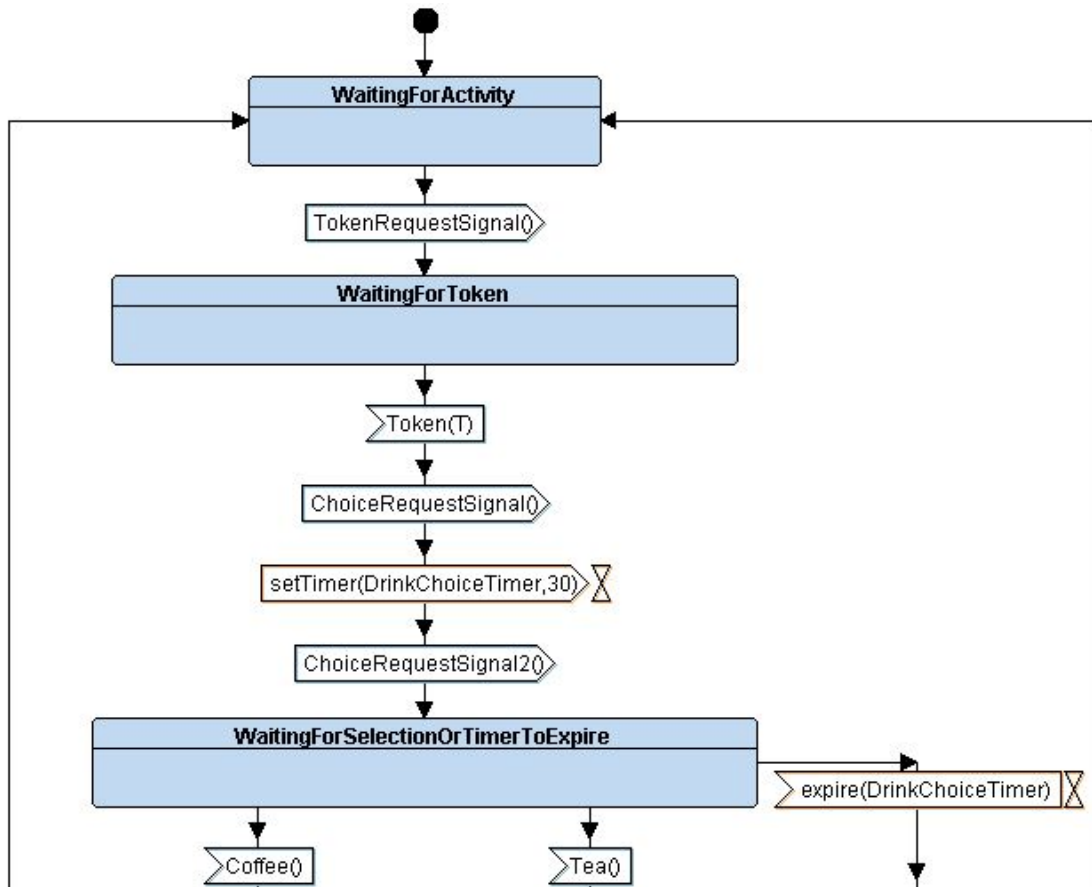 WaitingForActivity
TokenRequestSignal()
WaitingForToken
Token(T)
ChoiceRequestSignal()
setTimer(DrinkChoiceTimer,30)
ChoiceRequestSignal2()
WaitingForSelectionOrTimerToExpire
expire(DrinkChoiceTimer)
Coffee()
Tea()